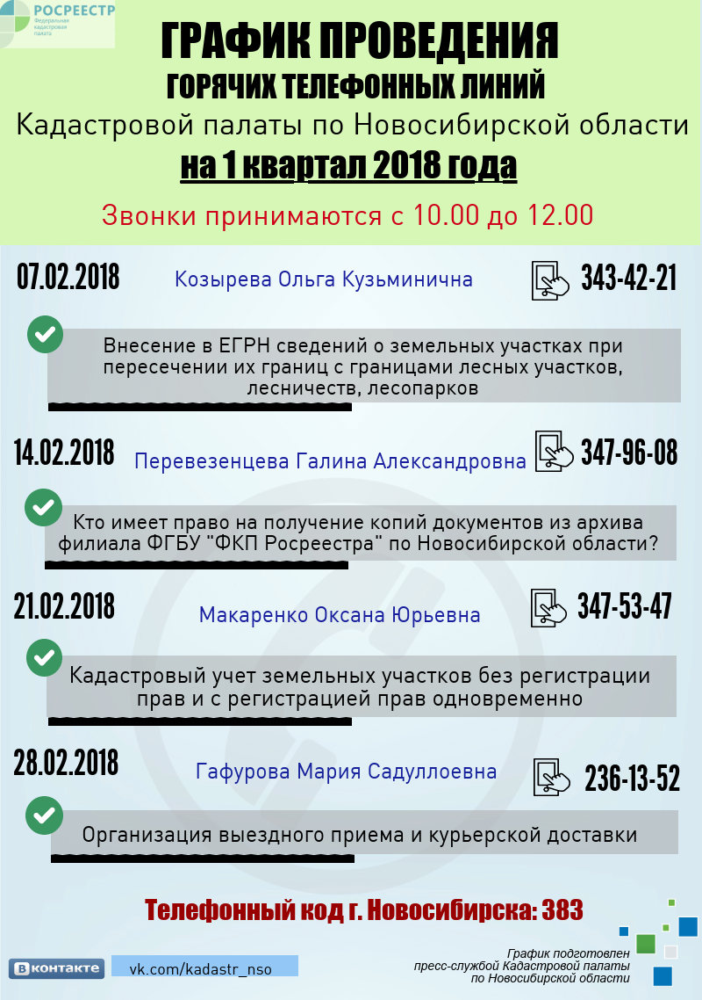 РОСРЕЕСТР
Федеральная
кадастровая
палата
ГРАФИК ПРОВЕДЕНИЯ
ГОРЯЧИХ ТЕЛЕФОННЫХ ЛИНИЙ
Кадастровой палаты по Новосибирской области
на 1 квартал 2018 года
Звонки принимаются с 10.00 до 12.00
07.02.2018 Козырева Ольга Кузьминична 343-42-21
Внесение в ЕГРН сведений о земельных участках при
пересечении их границ с границами лесных участков,
лесничеств, лесопарков
14.02.2018 Перевезенцева Галина Александровна 347-96-08
Кто имеет право на получение копий документов из архива
филиала ФГБУ "ФКП Росреестра" по Новосибирской области?
21.02.2018 Макаренко Оксана Юрьевна 347-53-47
Кадастровый учет земельных участков без регистрации
прав и с регистрацией прав одновременно
28.02.2018 Гафурова Мария Садуллоевна 236-13-52
Организация выездного приема и курьерской доставки
Телефонный код г. Новосибирска: 383
В контакте vk.com/kadastr_nso
График подготовлен
пресс-службой Кадастровой палаты
по Новосибирской области